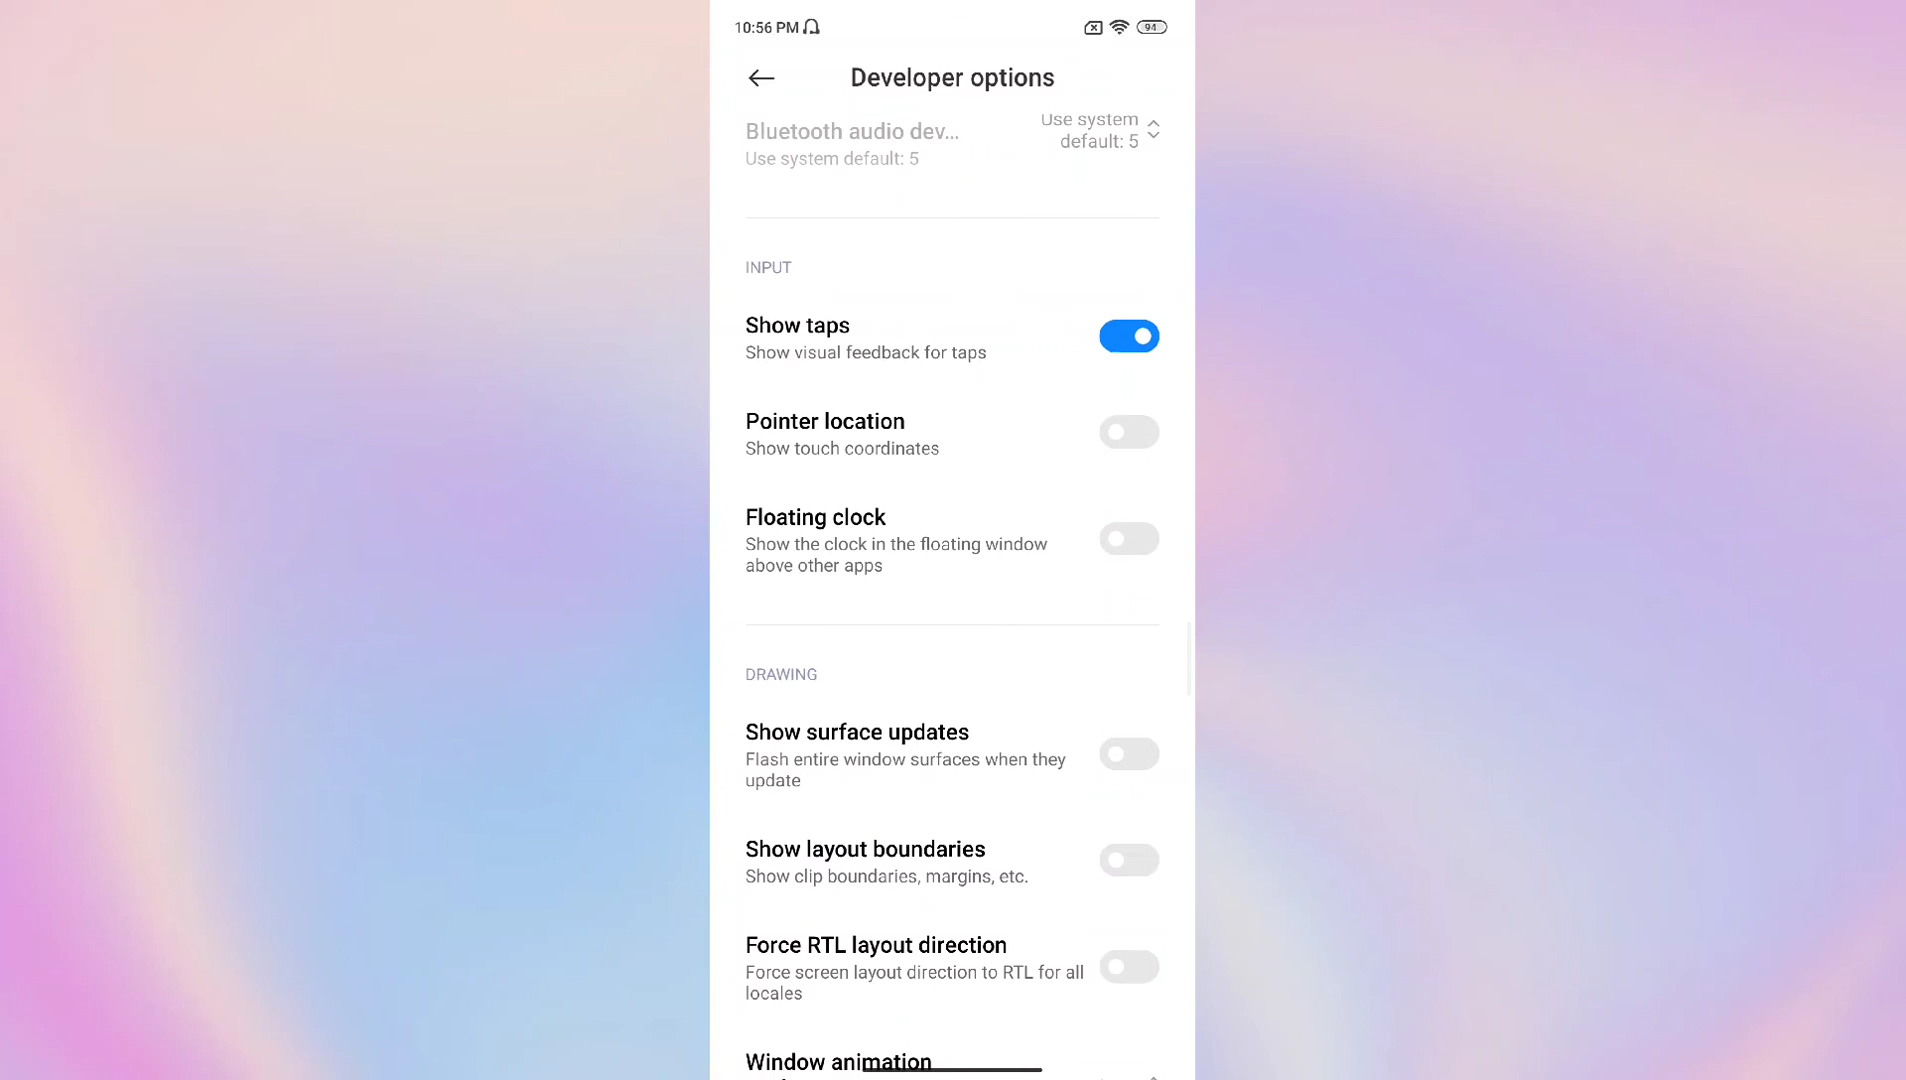 10:56 PM
94
Developer options
Bluetooth audio dev...
Use system default: 5
Use system
default: 5
INPUT
Show taps
Show visual feedback for taps
Pointer location
Show touch coordinates
Floating clock
Show the clock in the floating window
above other apps
DRAWING
Show surface updates
Flash entire window surfaces when they
update
Show layout boundaries
Show clip boundaries, margins, etc.
Force RTL layout direction
Force screen layout direction to RTL for all
locales
Window animation